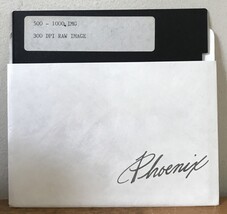 500 - 1000.IMG
300 DPI RAW IMAGE
Phoenix